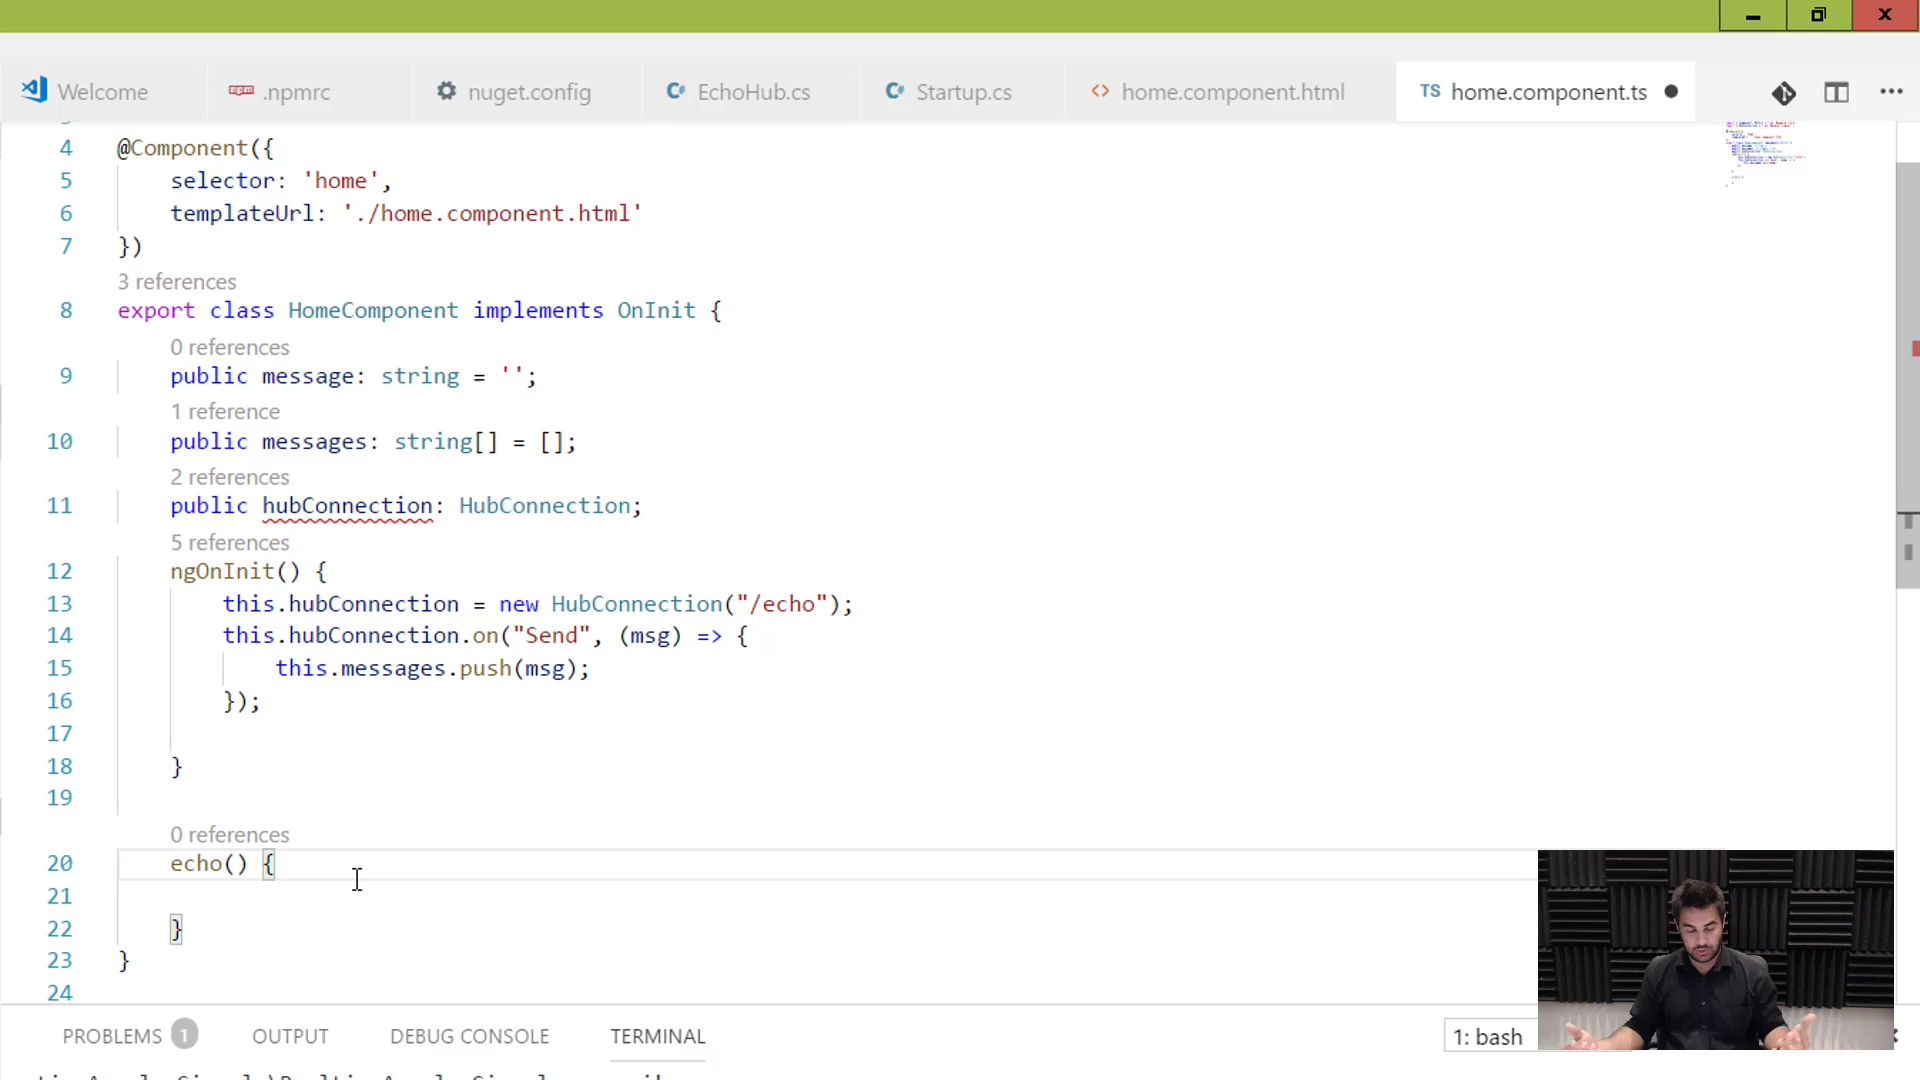 Welcome .npmrc nuget.config EchoHub.cs Startup.cs home.component.html TS home.component.ts
4 @Component({
5 selector: 'home',
6 templateUrl: './home.component.html'
7 })
3 references
8 export class HomeComponent implements OnInit {
0 references
9 public message: string = '';
1 reference
10 public messages: string[] = [];
2 references
11 public hubConnection: HubConnection;
5 references
12 ngOnInit() {
13 this.hubConnection = new HubConnection("/echo");
14 this.hubConnection.on("Send", (msg) => {
15 this.messages.push(msg);
16 });
17
18 }
19
0 references
20 echo() {
21
22 }
23 }
24
PROBLEMS 1 OUTPUT DEBUG CONSOLE TERMINAL 1: bash